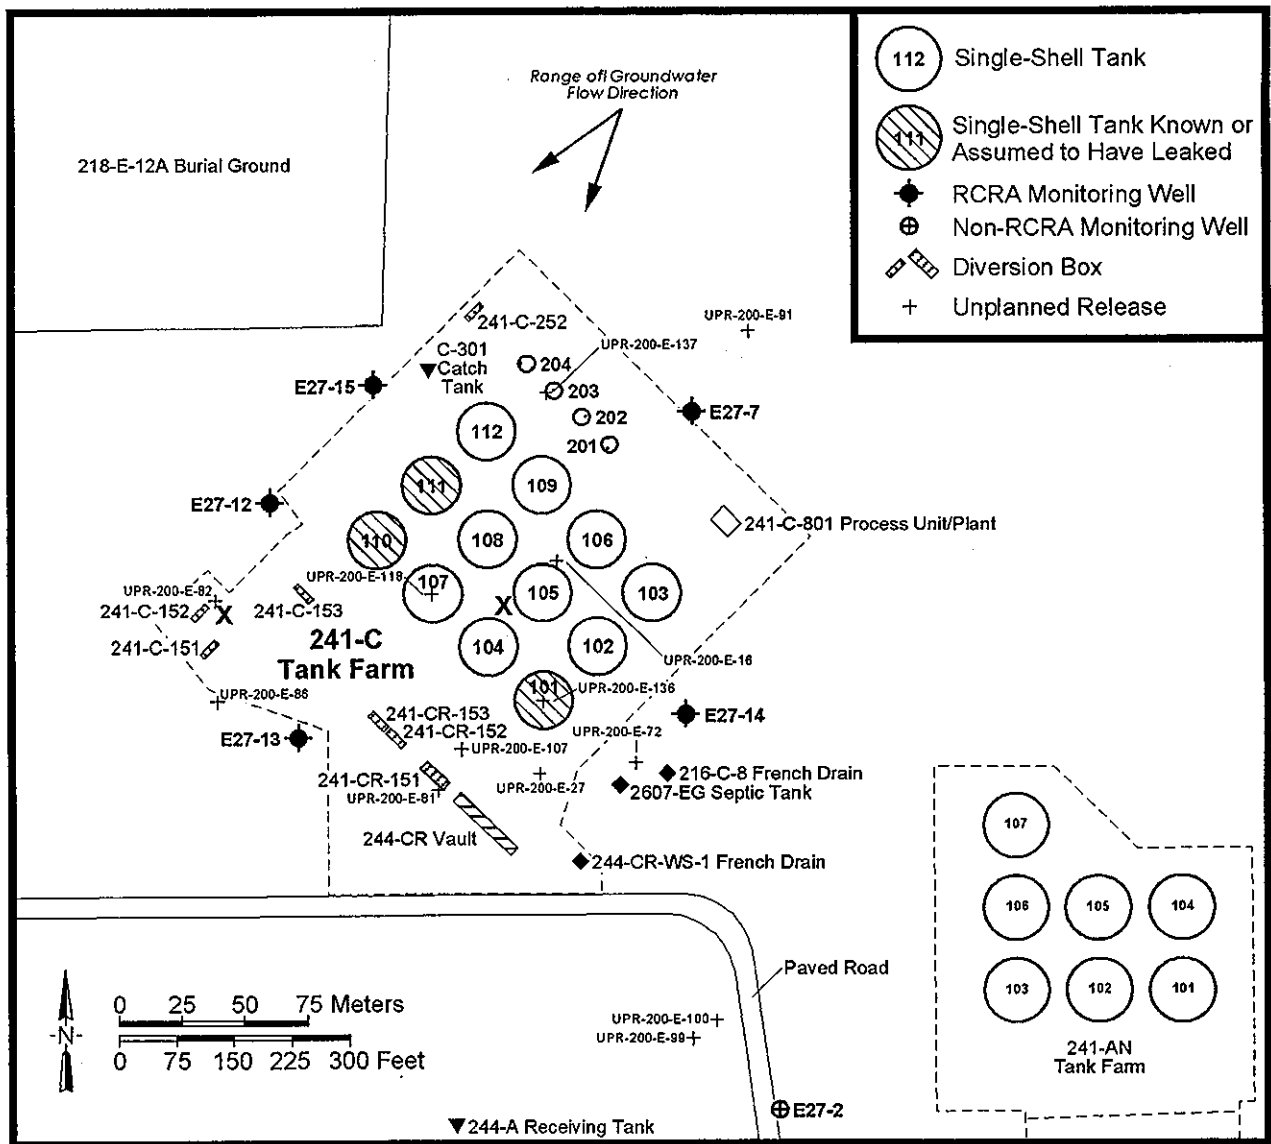 Range of Groundwater
Flow Direction
218-E-12A Burial Ground
112
Single-Shell Tank
111
Single-Shell Tank Known or
Assumed to Have Leaked
RCRA Monitoring Well
Non-RCRA Monitoring Well
Diversion Box
Unplanned Release
UPR-200-E-91
241-C-252
UPR-200-E-137
C-301
Catch
Tank
204
203
202
201
E27-15
E27-7
112
111
109
E27-12
241-C-801 Process Unit/Plant
110
108
106
UPR-200-E-118
107
105
103
UPR-200-E-82
241-C-152
X
241-C-153
X
241-C-151
241-C
Tank Farm
104
102
UPR-200-E-16
UPR-200-E-86
101
UPR-200-E-136
E27-14
E27-13
241-CR-153
241-CR-152
UPR-200-E-72
UPR-200-E-107
241-CR-151
UPR-200-E-81
UPR-200-E-27
216-C-8 French Drain
2607-EG Septic Tank
244-CR Vault
244-CR-WS-1 French Drain
107
106
105
104
103
102
101
241-AN
Tank Farm
Paved Road
N
0 25 50 75 Meters
0 75 150 225 300 Feet
UPR-200-E-100
UPR-200-E-99
E27-2
244-A Receiving Tank